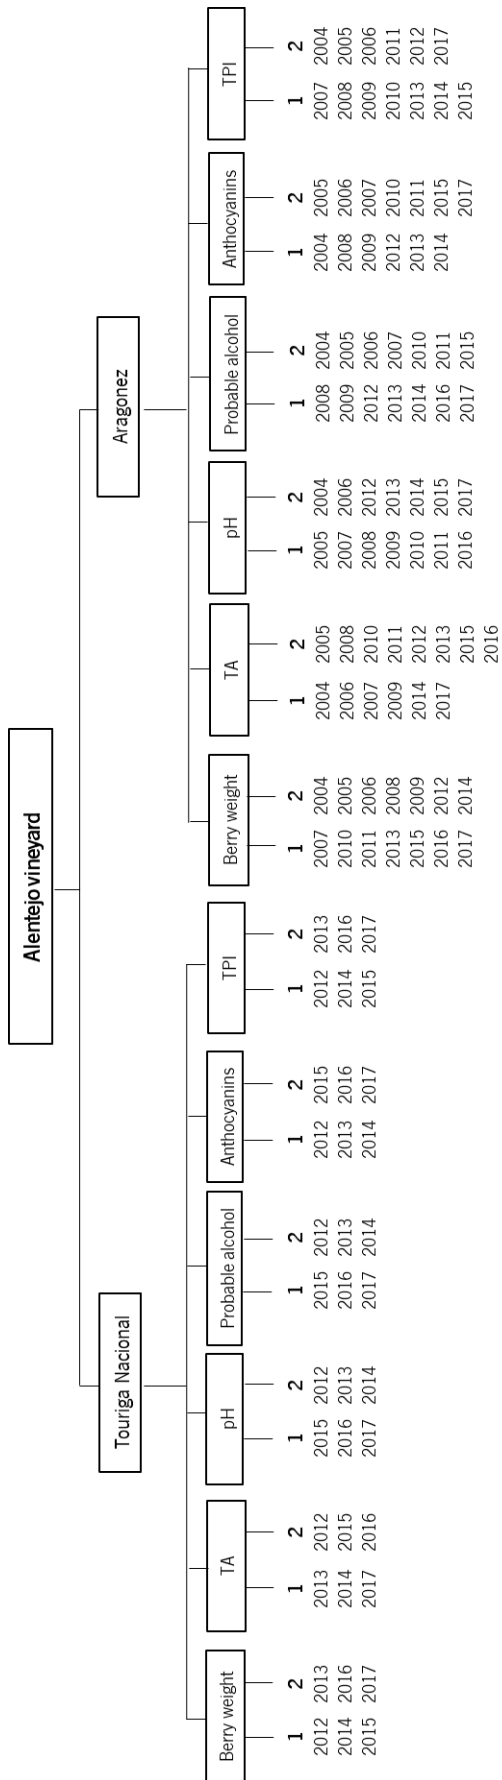 Alentejo vineyard
Touriga Nacional Aragonez
Berry weight TA pH Probable alcohol Anthocyanins TPI Berry weight TA pH Probable alcohol Anthocyanins TPI
1 2 1 2 1 2 1 2 1 2 1 2 1 2 1 2 1 2 1 2 1 2 1 2
2012 2013 2013 2012 2015 2012 2015 2012 2012 2015 2012 2013 2007 2004 2004 2005 2005 2004 2008 2004 2004 2005 2007 2004
2014 2016 2014 2015 2016 2013 2016 2013 2013 2016 2014 2016 2010 2005 2006 2008 2007 2006 2009 2005 2008 2006 2008 2005
2015 2017 2017 2016 2017 2014 2017 2014 2014 2017 2015 2017 2011 2006 2007 2010 2008 2012 2012 2006 2009 2007 2009 2006
2013 2008 2009 2011 2009 2013 2013 2007 2012 2010 2010 2011
2015 2009 2014 2012 2010 2014 2014 2010 2013 2011 2013 2012
2016 2012 2017 2013 2011 2015 2016 2011 2014 2015 2014 2017
2017 2014 2015 2016 2017 2017 2015 2017 2015
2016